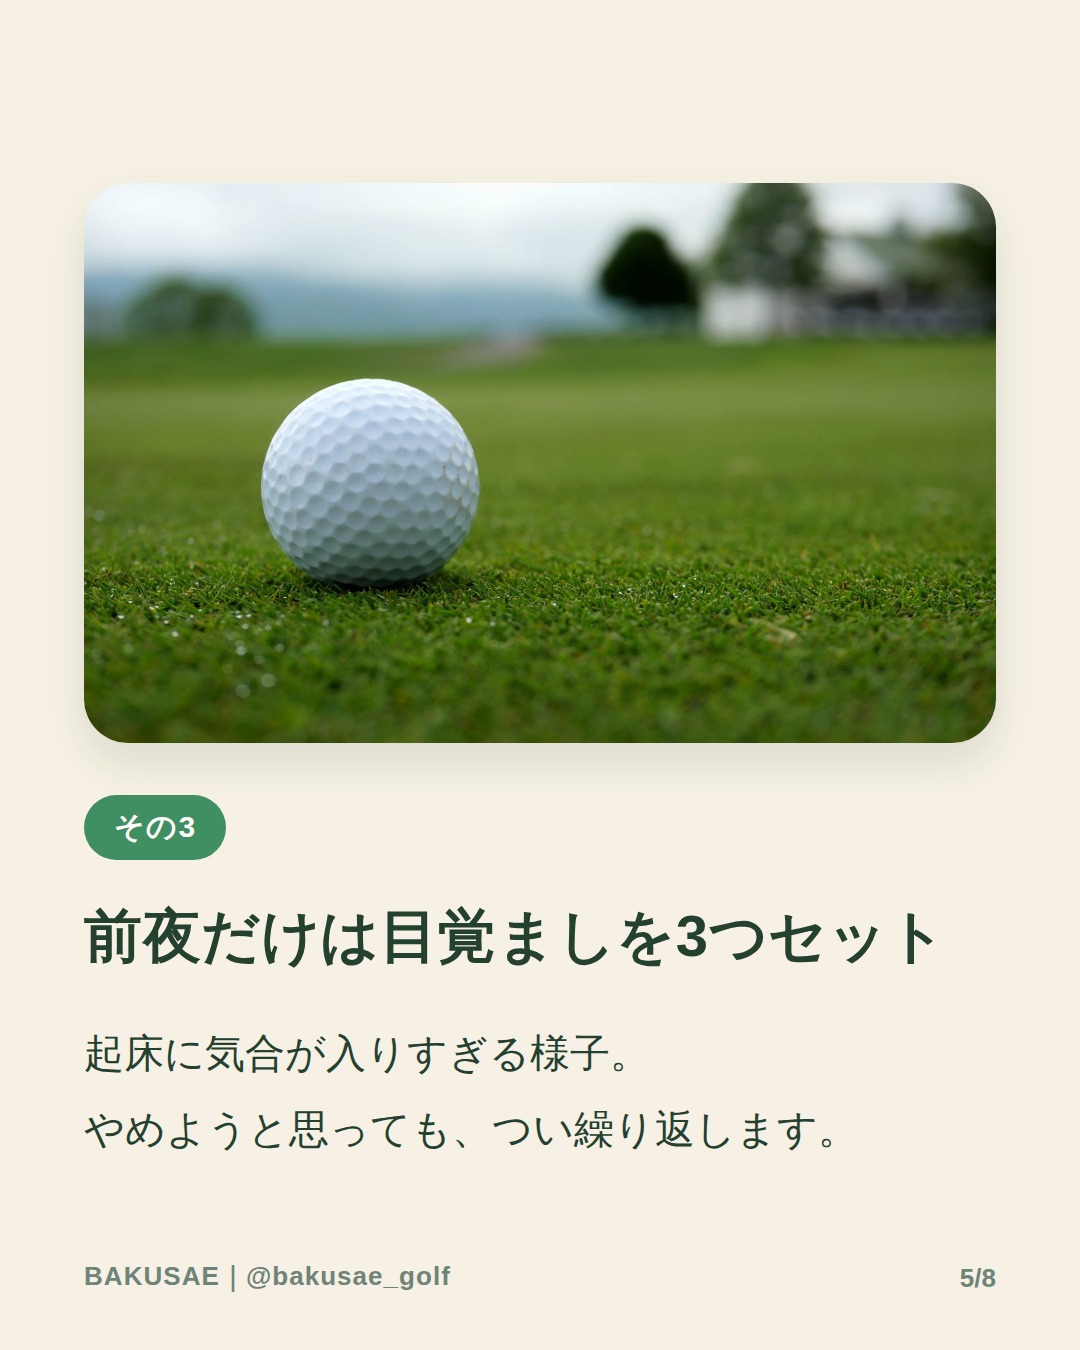 その3
前夜だけは目覚ましを3つセット
起床に気合が入りすぎる様子。
やめようと思っても、つい繰り返します。
BAKUSAE | @bakusae_golf
5/8